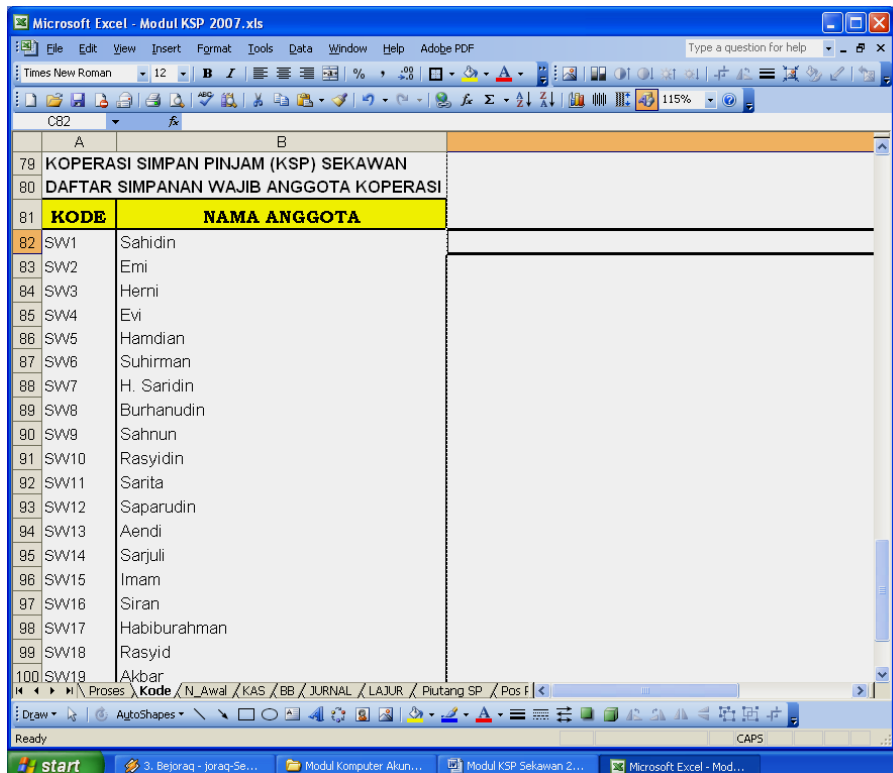 Microsoft Excel - Modul KSP 2007.xls
File Edit View Insert Format Tools Data Window Help Adobe PDF Type a question for help
Times New Roman 12 B I % ,
115%
C82 fx
A B
79 KOPERASI SIMPAN PINJAM (KSP) SEKAWAN
80 DAFTAR SIMPANAN WAJIB ANGGOTA KOPERASI
81 KODE NAMA ANGGOTA
82 SW1 Sahidin
83 SW2 Emi
84 SW3 Herni
85 SW4 Evi
86 SW5 Hamdian
87 SW6 Suhirman
88 SW7 H. Saridin
89 SW8 Burhanudin
90 SW9 Sahnun
91 SW10 Rasyidin
92 SW11 Sarita
93 SW12 Saparudin
94 SW13 Aendi
95 SW14 Sarjuli
96 SW15 Imam
97 SW16 Siran
98 SW17 Habiburahman
99 SW18 Rasyid
100 SW19 Akbar
Proses Kode N_Awal KAS BB JURNAL LAJUR Piutang SP Pos
Draw AutoShapes
Ready CAPS
start 3. Bejoraq - joraq-Se... Modul Komputer Akun... Modul KSP Sekawan 2... Microsoft Excel - Mod...